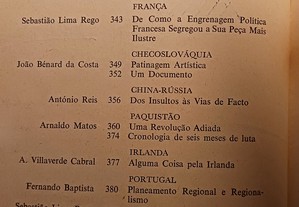 FRANÇA
Sebastião Lima Rego 343 De Como a Engrenagem Política
Francesa Segregou a Sua Peça Mais
Ilustre
CHECOSLOVÁQUIA
João Bénard da Costa 349 Patinagem Artística
352 Um Documento
CHINA-RÚSSIA
António Reis 356 Dos Insultos às Vias de Facto
PAQUISTÃO
Arnaldo Matos 360 Uma Revolução Adiada
374 Cronologia de seis meses de luta
IRLANDA
A. Villaverde Cabral 377 Alguma Coisa pela Irlanda
PORTUGAL
Fernando Baptista 380 Planeamento Regional e Regiona-
lismo
Sebastião Lima